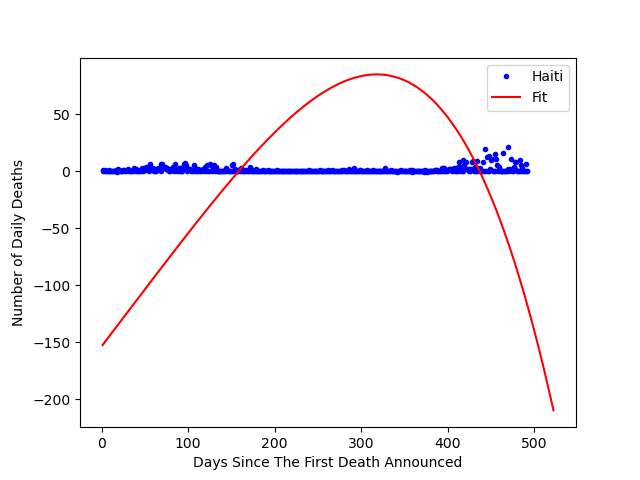 Haiti
Fit
50
0
−50
−100
−150
−200
Number of Daily Deaths
0 100 200 300 400 500
Days Since The First Death Announced